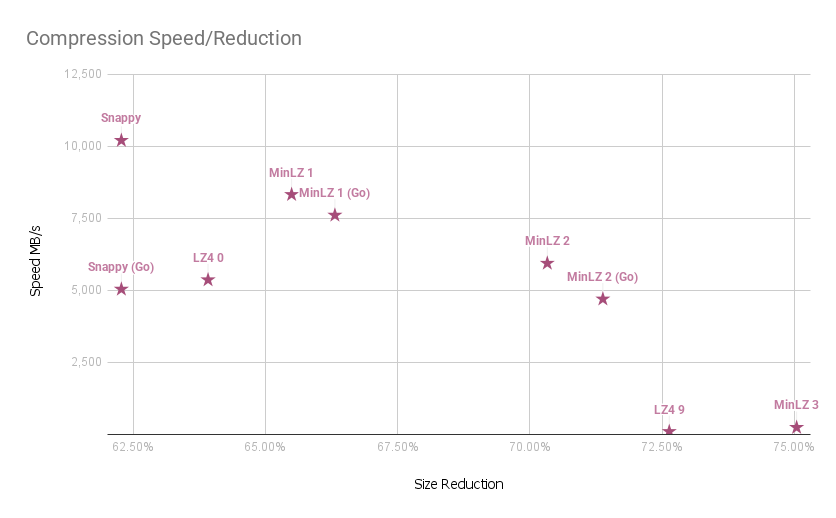 Compression Speed/Reduction
12,500
Snappy
10,000
MinLZ 1
MinLZ 1 (Go)
7,500
MinLZ 2
LZ4 0
Snappy (Go)
MinLZ 2 (Go)
5,000
Speed MB/s
2,500
LZ4 9
MinLZ 3
62.50%
65.00%
67.50%
70.00%
72.50%
75.00%
Size Reduction